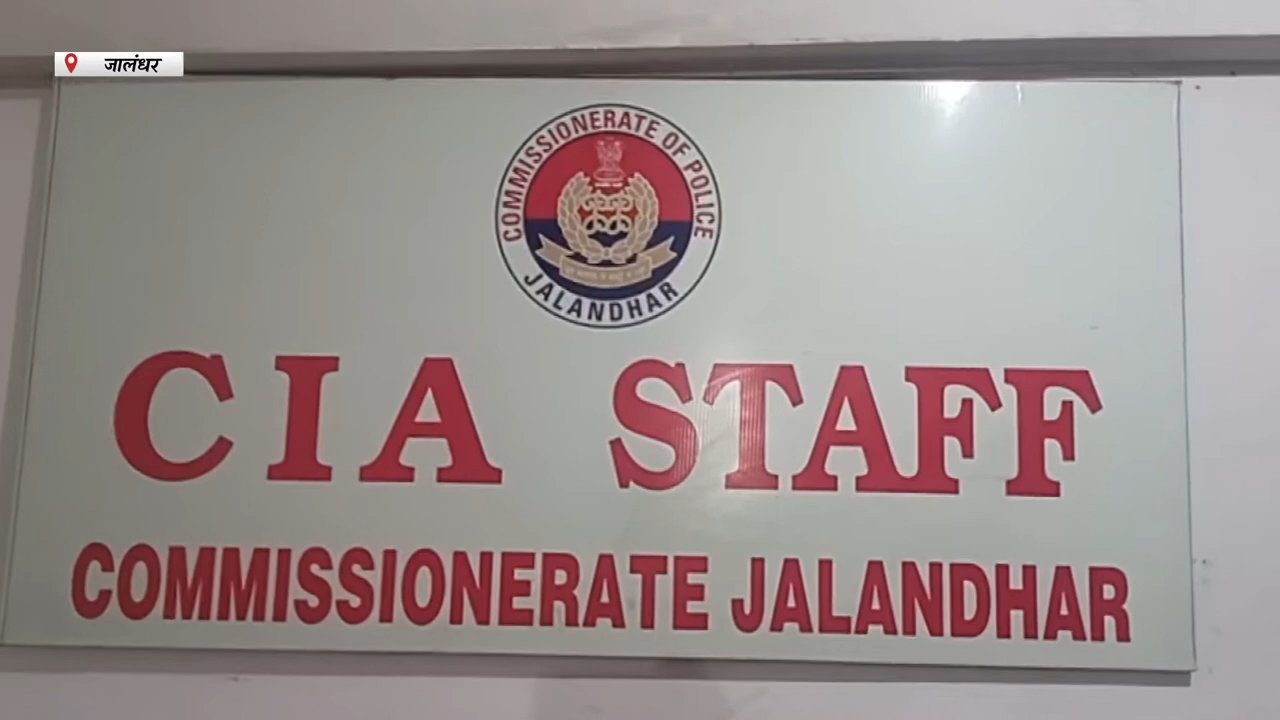 जालंधर
COMMISSIONERATE OF POLICE
JALANDHAR
CIA STAFF
COMMISSIONERATE JALANDHAR